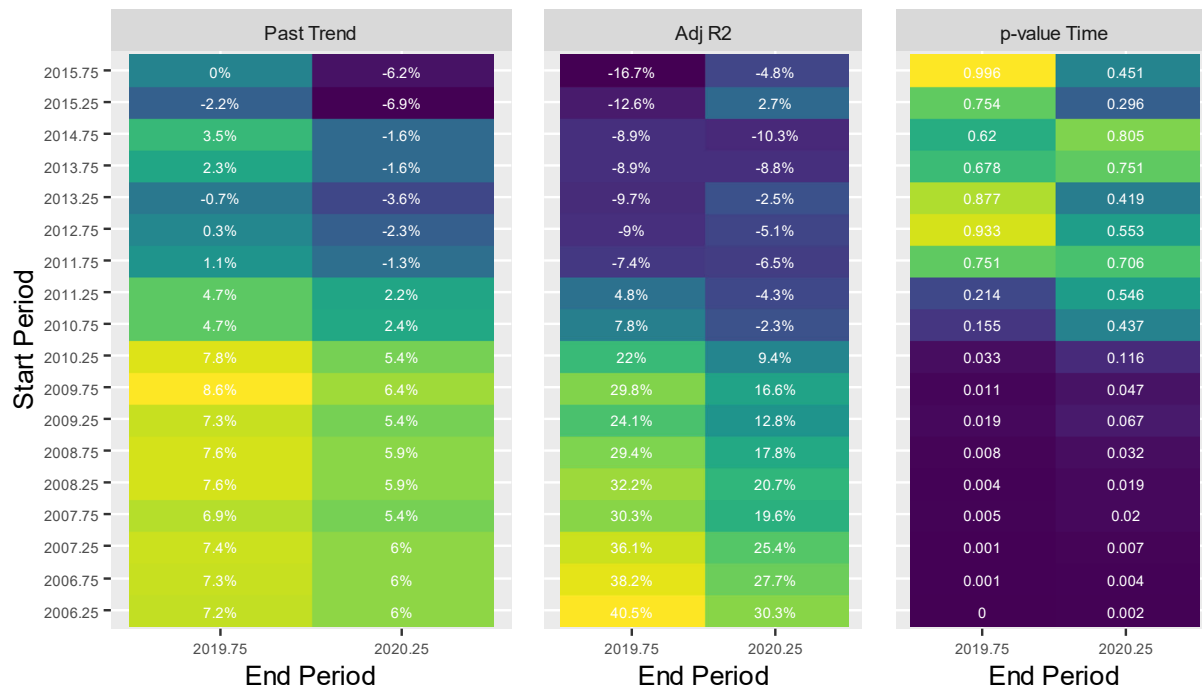 Past Trend Adj R2 p-value Time
2015.75 0% -6.2% -16.7% -4.8% 0.996 0.451
2015.25 -2.2% -6.9% -12.6% 2.7% 0.754 0.296
2014.75 3.5% -1.6% -8.9% -10.3% 0.62 0.805
2013.75 2.3% -1.6% -8.9% -8.8% 0.678 0.751
2013.25 -0.7% -3.6% -9.7% -2.5% 0.877 0.419
2012.75 0.3% -2.3% -9% -5.1% 0.933 0.553
2011.75 1.1% -1.3% -7.4% -6.5% 0.751 0.706
2011.25 4.7% 2.2% 4.8% -4.3% 0.214 0.546
2010.75 4.7% 2.4% 7.8% -2.3% 0.155 0.437
2010.25 7.8% 5.4% 22% 9.4% 0.033 0.116
2009.75 8.6% 6.4% 29.8% 16.6% 0.011 0.047
2009.25 7.3% 5.4% 24.1% 12.8% 0.019 0.067
2008.75 7.6% 5.9% 29.4% 17.8% 0.008 0.032
2008.25 7.6% 5.9% 32.2% 20.7% 0.004 0.019
2007.75 6.9% 5.4% 30.3% 19.6% 0.005 0.02
2007.25 7.4% 6% 36.1% 25.4% 0.001 0.007
2006.75 7.3% 6% 38.2% 27.7% 0.001 0.004
2006.25 7.2% 6% 40.5% 30.3% 0 0.002
Start Period
2019.75 2020.25 2019.75 2020.25 2019.75 2020.25
End Period End Period End Period